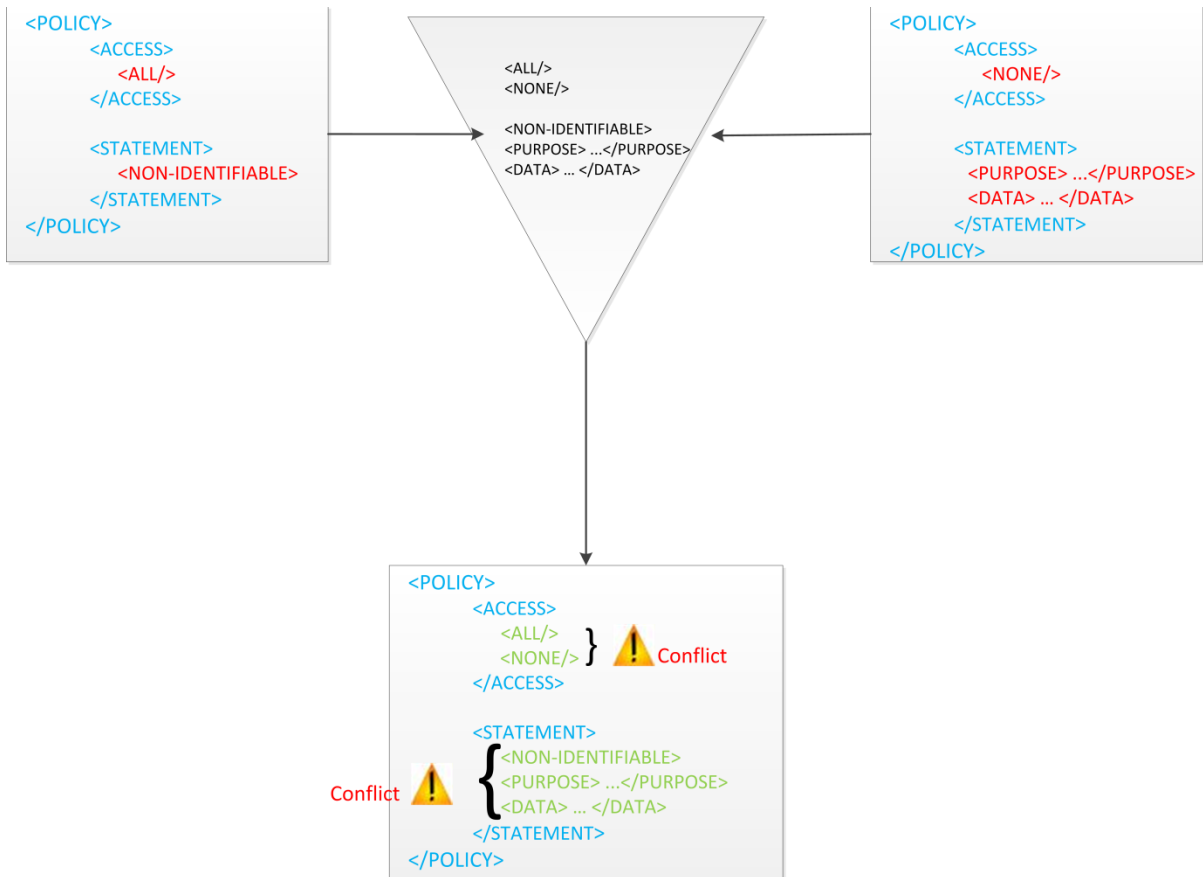 <POLICY>
<ACCESS>
<ALL/>
</ACCESS>
<STATEMENT>
<NON-IDENTIFIABLE>
</STATEMENT>
</POLICY>
<ALL/>
<NONE/>
<NON-IDENTIFIABLE>
<PURPOSE> ...</PURPOSE>
<DATA> ... </DATA>
<POLICY>
<ACCESS>
<NONE/>
</ACCESS>
<STATEMENT>
<PURPOSE> ...</PURPOSE>
<DATA> ... </DATA>
</STATEMENT>
</POLICY>
<POLICY>
<ACCESS>
<ALL/>
<NONE/> } Conflict
</ACCESS>
<STATEMENT>
<NON-IDENTIFIABLE>
Conflict { <PURPOSE> ...</PURPOSE>
<DATA> ... </DATA>
</STATEMENT>
</POLICY>